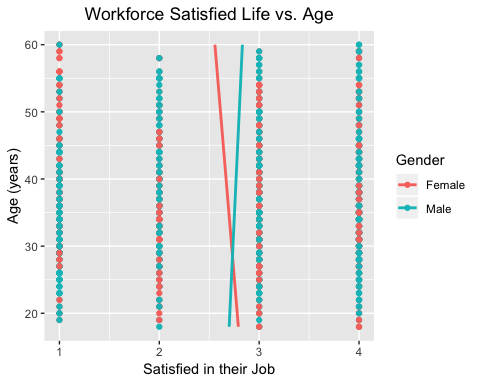 Workforce Satisfied Life vs. Age
Age (years)
60
50
40
30
20
1 2 3 4
Satisfied in their Job
Gender
Female
Male